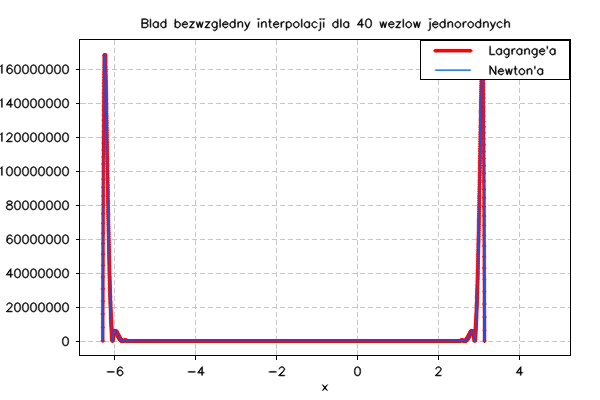 Blad bezwzgledny interpolacji dla 40 wezlow jednorodnych
Lagrange'a
Newton'a
160000000
140000000
120000000
100000000
80000000
60000000
40000000
20000000
0
−6 −4 −2 0 2 4
x